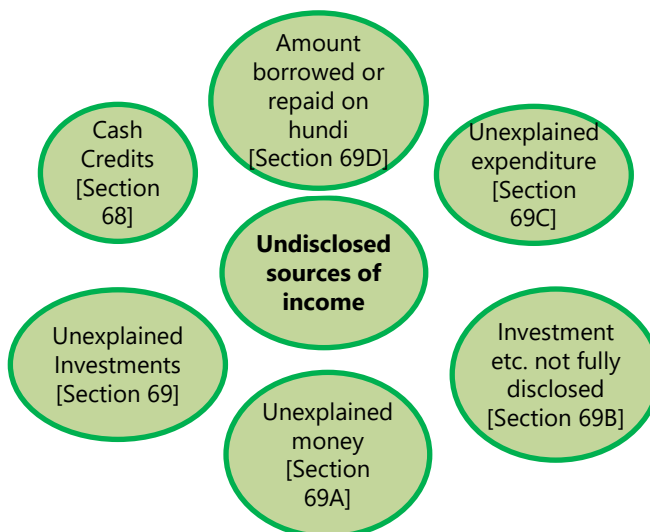 Amount
borrowed or
repaid on
hundi
[Section 69D]
Cash
Credits
[Section
68]
Unexplained
expenditure
[Section
69C]
Undisclosed
sources of
income
Unexplained
Investments
[Section 69]
Investment
etc. not fully
disclosed
[Section 69B]
Unexplained
money
[Section
69A]